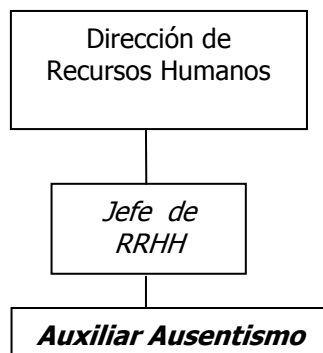 Dirección de
Recursos Humanos
Jefe de
RRHH
Auxiliar Ausentismo